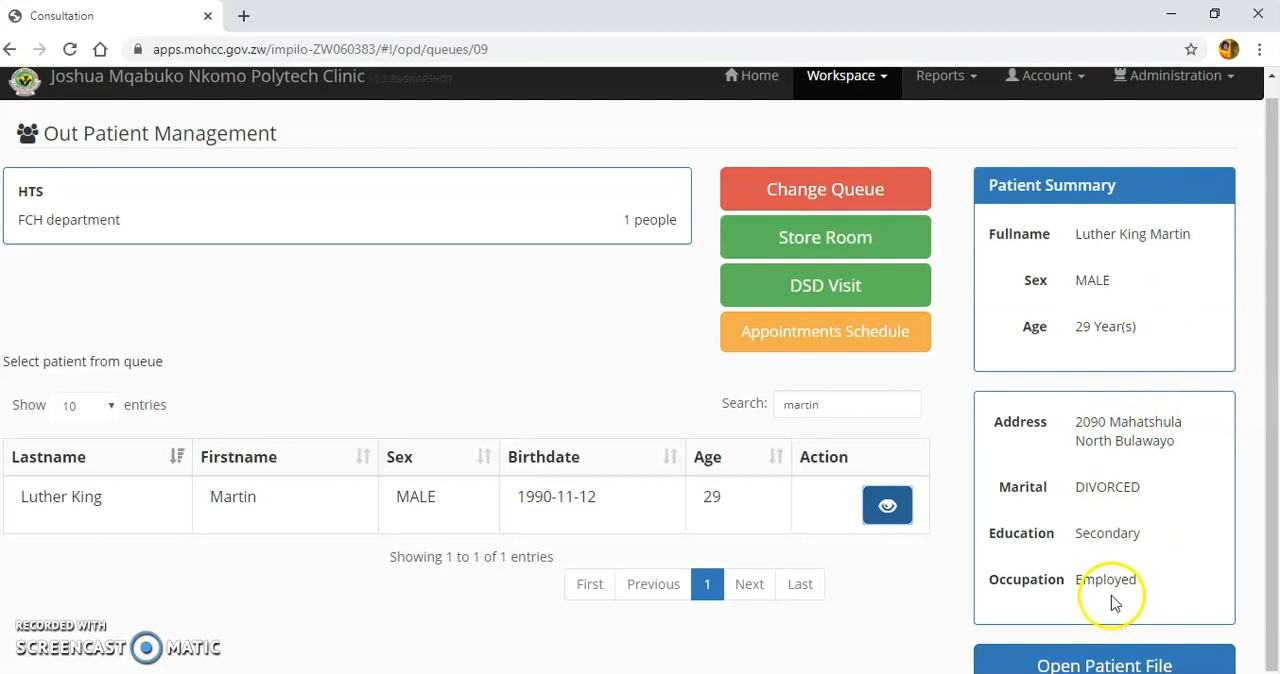 Consultation
apps.mohcc.gov.zw/impilo-ZW060383/#!/opd/queues/09
Joshua Mqabuko Nkomo Polytech Clinic
Home Workspace Reports Account Administration
Out Patient Management
HTS
FCH department 1 people
Change Queue
Store Room
DSD Visit
Appointments Schedule
Select patient from queue
Show 10 entries
Search: martin
Lastname Firstname Sex Birthdate Age Action
Luther King Martin MALE 1990-11-12 29
Showing 1 to 1 of 1 entries
First Previous 1 Next Last
Patient Summary
Fullname Luther King Martin
Sex MALE
Age 29 Year(s)
Address 2090 Mahatshula
North Bulawayo
Marital DIVORCED
Education Secondary
Occupation Employed
Open Patient File
RECORDED WITH
SCREENCAST MATIC